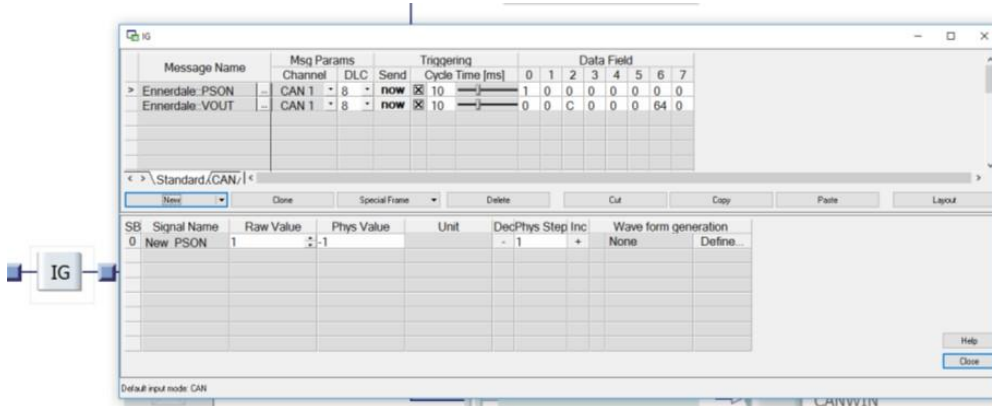 IG
Message Name Msg Params Triggering Data Field
Channel DLC Send Cycle Time [ms] 0 1 2 3 4 5 6 7
> Ennerdale::PSON ... CAN 1 8 now 10 1 0 0 0 0 0 0 0
Ennerdale::VOUT ... CAN 1 8 now 10 0 0 C 0 0 0 64 0
Standard CAN
New Clone Special Frame Delete Cut Copy Paste Layout
SB Signal Name Raw Value Phys Value Unit Dec Phys Step Inc Wave form generation
0 New_PSON 1 -1 - 1 + None Define...
IG
Help
Close
Default input mode: CAN
CANWIN